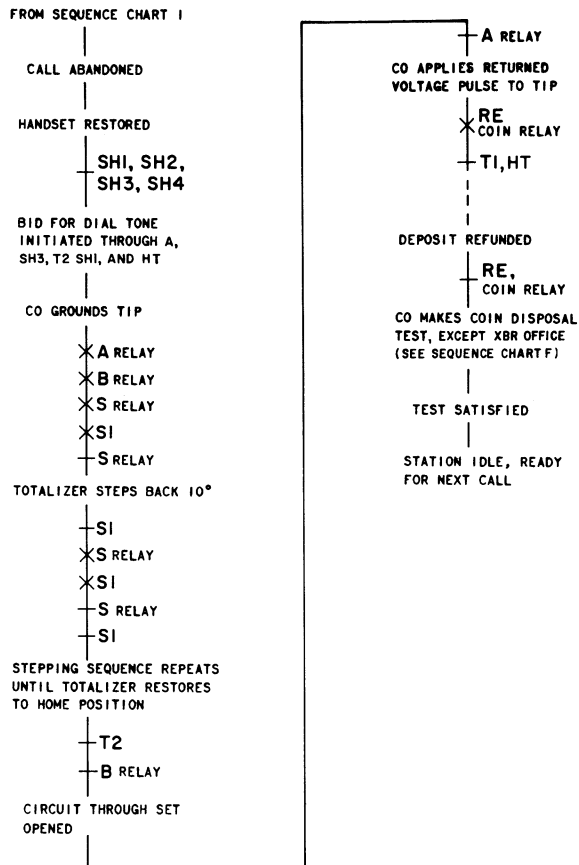 FROM SEQUENCE CHART 1
CALL ABANDONED
HANDSET RESTORED
SH1, SH2,
SH3, SH4
BID FOR DIAL TONE
INITIATED THROUGH A,
SH3, T2 SH1, AND HT
CO GROUNDS TIP
A RELAY
B RELAY
S RELAY
S1
S RELAY
TOTALIZER STEPS BACK 10°
S1
S RELAY
S1
S RELAY
S1
STEPPING SEQUENCE REPEATS
UNTIL TOTALIZER RESTORES
TO HOME POSITION
T2
B RELAY
CIRCUIT THROUGH SET
OPENED
A RELAY
CO APPLIES RETURNED
VOLTAGE PULSE TO TIP
RE
COIN RELAY
T1, HT
DEPOSIT REFUNDED
RE,
COIN RELAY
CO MAKES COIN DISPOSAL
TEST, EXCEPT XBR OFFICE
(SEE SEQUENCE CHART F)
TEST SATISFIED
STATION IDLE, READY
FOR NEXT CALL